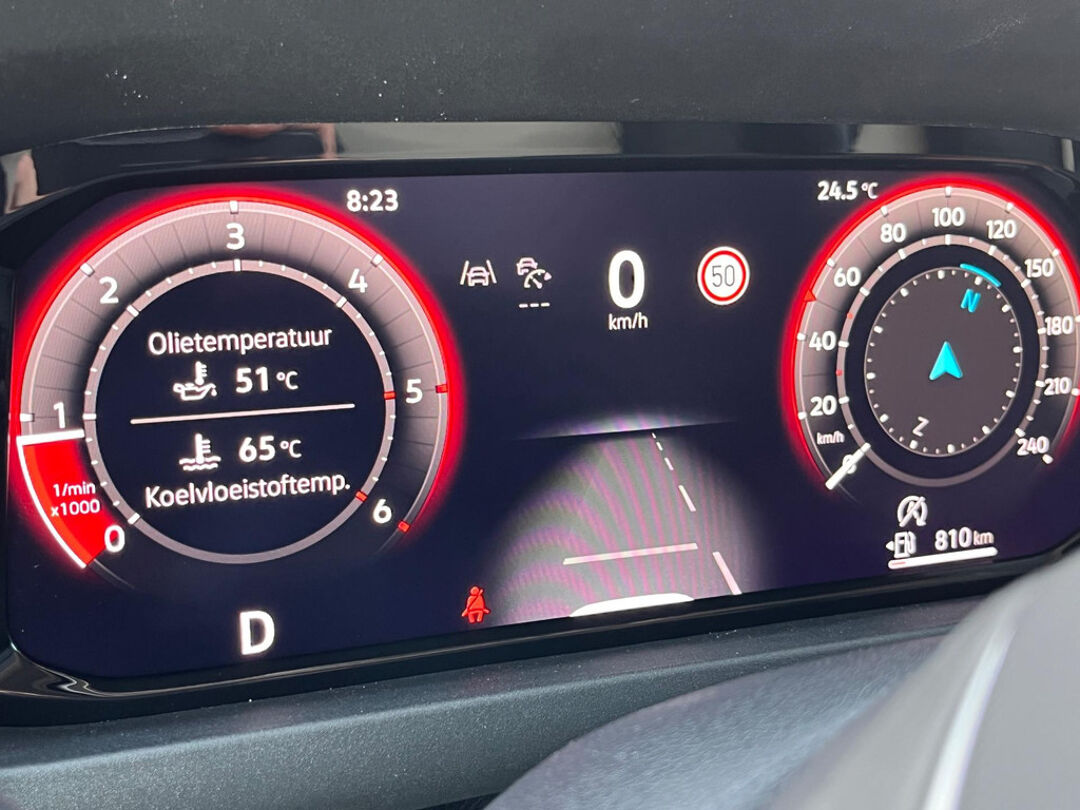 8:23
24.5 °C
0
1
2
3
4
5
6
1/min
x1000
Olietemperatuur
51 °C
65 °C
Koelvloeistoftemp.
D
0
km/h
50
0
20
40
60
80
100
120
150
180
210
240
km/h
N
Z
A
810 km